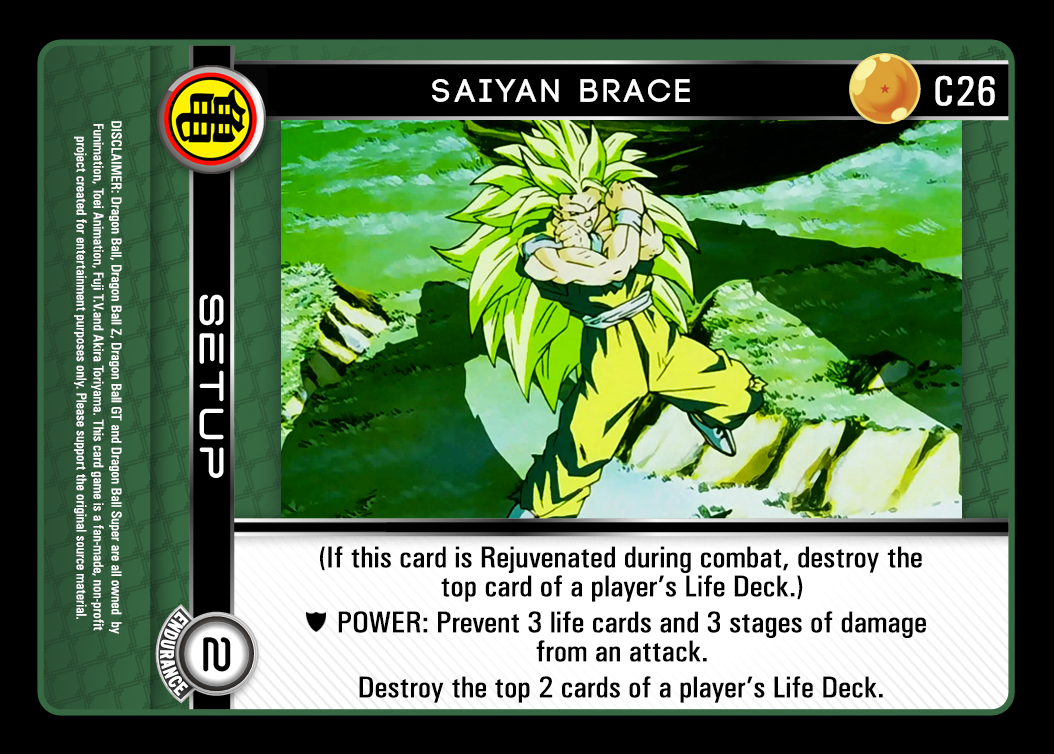 SAIYAN BRACE
C26
亀
SETUP
(If this card is Rejuvenated during combat, destroy the
top card of a player's Life Deck.)
POWER: Prevent 3 life cards and 3 stages of damage
from an attack.
Destroy the top 2 cards of a player's Life Deck.
ENDURANCE
2
DISCLAIMER: Dragon Ball, Dragon Ball Z, Dragon Ball GT and Dragon Ball Super are all owned by
Funimation, Toei Animation, Fuji T.V.and Akira Toriyama. This card game is a fan-made, non-profit
project created for entertainment purposes only. Please support the original source material.